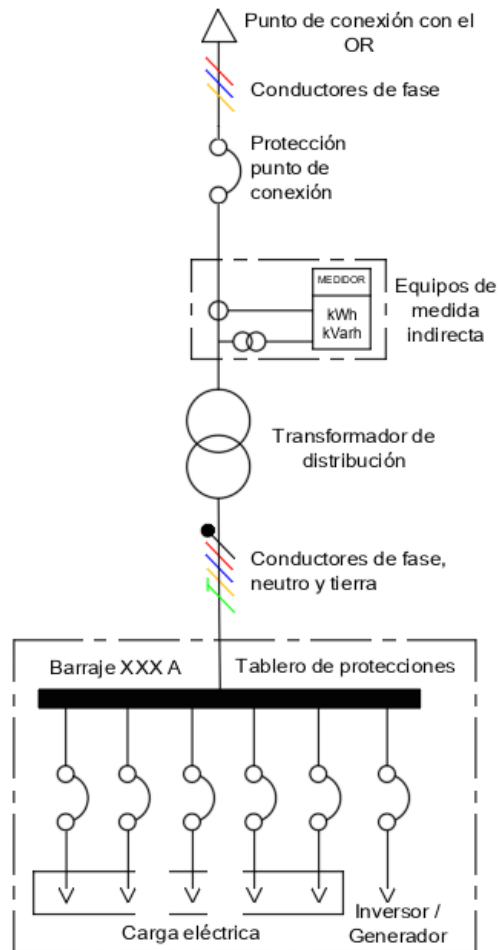 Punto de conexión con el
OR
Conductores de fase
Protección
punto de
conexión
MEDIDOR
kWh
kVarh
Equipos de
medida
indirecta
Transformador de
distribución
Conductores de fase,
neutro y tierra
Barraje XXX A
Tablero de protecciones
Carga eléctrica
Inversor /
Generador